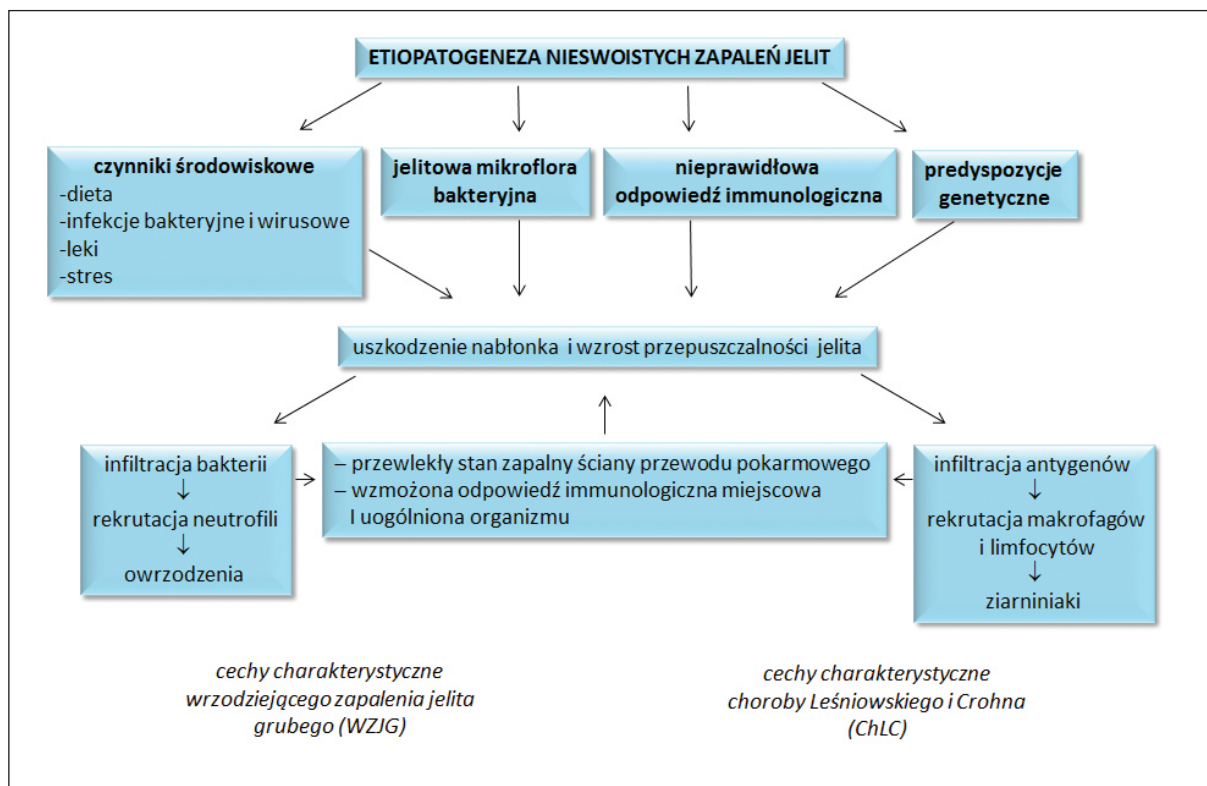 ETIOPATOGENEZA NIESWOISTYCH ZAPALEŃ JELIT
czynniki środowiskowe
-dieta
-infekcje bakteryjne i wirusowe
-leki
-stres
jelitowa mikroflora
bakteryjna
nieprawidłowa
odpowiedź immunologiczna
predyspozycje
genetyczne
uszkodzenie nabłonka i wzrost przepuszczalności jelita
infiltracja bakterii
↓
rekrutacja neutrofili
↓
owrzodzenia
– przewlekły stan zapalny ściany przewodu pokarmowego
– wzmożona odpowiedź immunologiczna miejscowa
I uogólniona organizmu
infiltracja antygenów
↓
rekrutacja makrofagów
i limfocytów
↓
ziarniniaki
cechy charakterystyczne
wrzodziejącego zapalenia jelita
grubego (WZJG)
cechy charakterystyczne
choroby Leśniowskiego i Crohna
(ChLC)